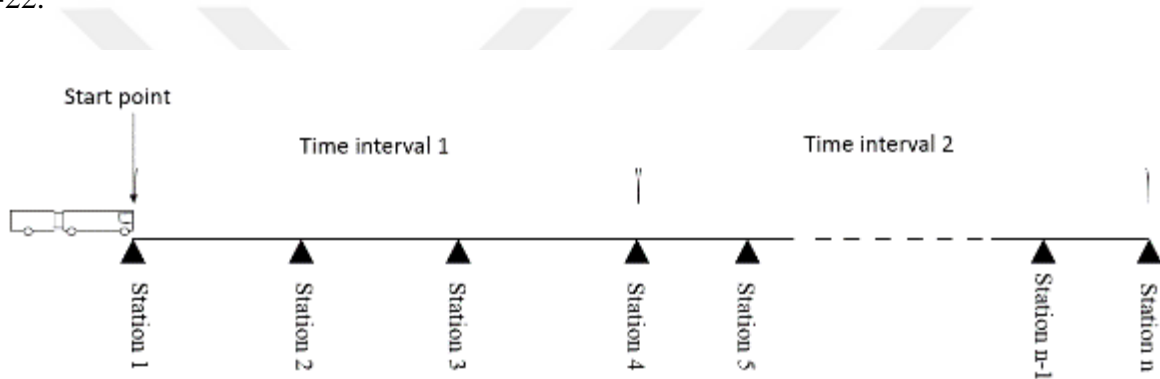 -22.
Start point
Time interval 1
Time interval 2
Station 1
Station 2
Station 3
Station 4
Station 5
Station n-1
Station n